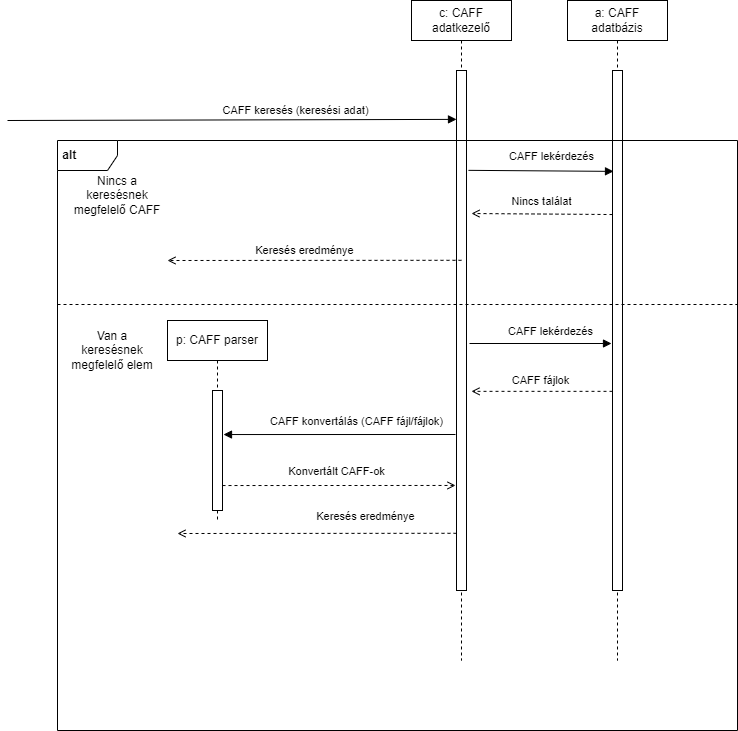 c: CAFF
adatkezelő
a: CAFF
adatbázis
CAFF keresés (keresési adat)
alt
CAFF lekérdezés
Nincs a
keresésnek
megfelelő CAFF
Nincs találat
Keresés eredménye
Van a
keresésnek
megfelelő elem
p: CAFF parser
CAFF lekérdezés
CAFF fájlok
CAFF konvertálás (CAFF fájl/fájlok)
Konvertált CAFF-ok
Keresés eredménye